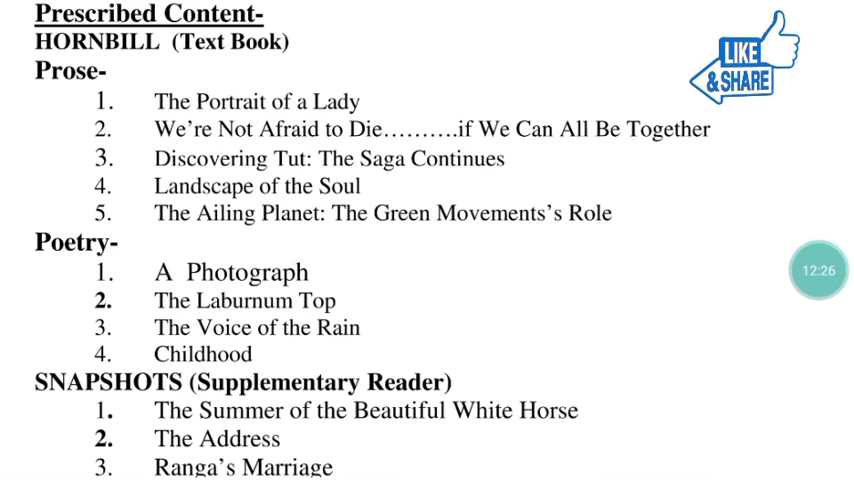 Prescribed Content-
HORNBILL (Text Book)
Prose-
1. The Portrait of a Lady
2. We're Not Afraid to Die..........if We Can All Be Together
3. Discovering Tut: The Saga Continues
4. Landscape of the Soul
5. The Ailing Planet: The Green Movements's Role
Poetry-
1. A Photograph
2. The Laburnum Top
3. The Voice of the Rain
4. Childhood
SNAPSHOTS (Supplementary Reader)
1. The Summer of the Beautiful White Horse
2. The Address
3. Ranga's Marriage
LIKE
& SHARE
12:26